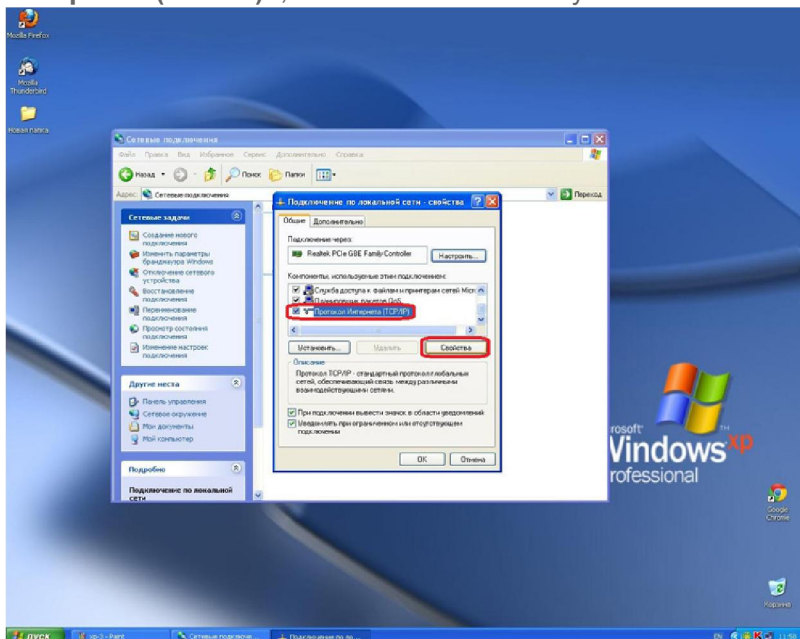 Mozilla Firefox
Mozilla
Thunderbird
Новая папка
Сетевые подключения
Файл Правка Вид Избранное Сервис Дополнительно Справка
Назад Поиск Папки
Адрес: Сетевые подключения Переход
Сетевые задачи
Создание нового
подключения
Изменить параметры
брандмауэра Windows
Отключение сетевого
устройства
Восстановление
подключения
Переименование
подключения
Просмотр состояния
подключения
Изменение настроек
подключения
Другие места
Панель управления
Сетевое окружение
Мои документы
Мой компьютер
Подробно
Подключение по локальной
сети
Подключение по локальной сети - свойства
Общие Дополнительно
Подключение через:
Realtek PCIe GBE Family Controller Настроить...
Компоненты, используемые этим подключением:
Служба доступа к файлам и принтерам сетей Micr
Планировщик пакетов QoS
Протокол Интернета (TCP/IP)
Установить... Удалить Свойства
Описание
Протокол TCP/IP - стандартный протокол глобальных
сетей, обеспечивающий связь между различными
взаимодействующими сетями.
При подключении вывести значок в области уведомлений
Уведомлять при ограниченном или отсутствующем
подключении
OK Отмена
rosoft
Windows xp
rofessional
Google
Chrome
Корзина
пуск xp-3 - Paint Сетевые подключе... Подключение по ло... EN 11:50